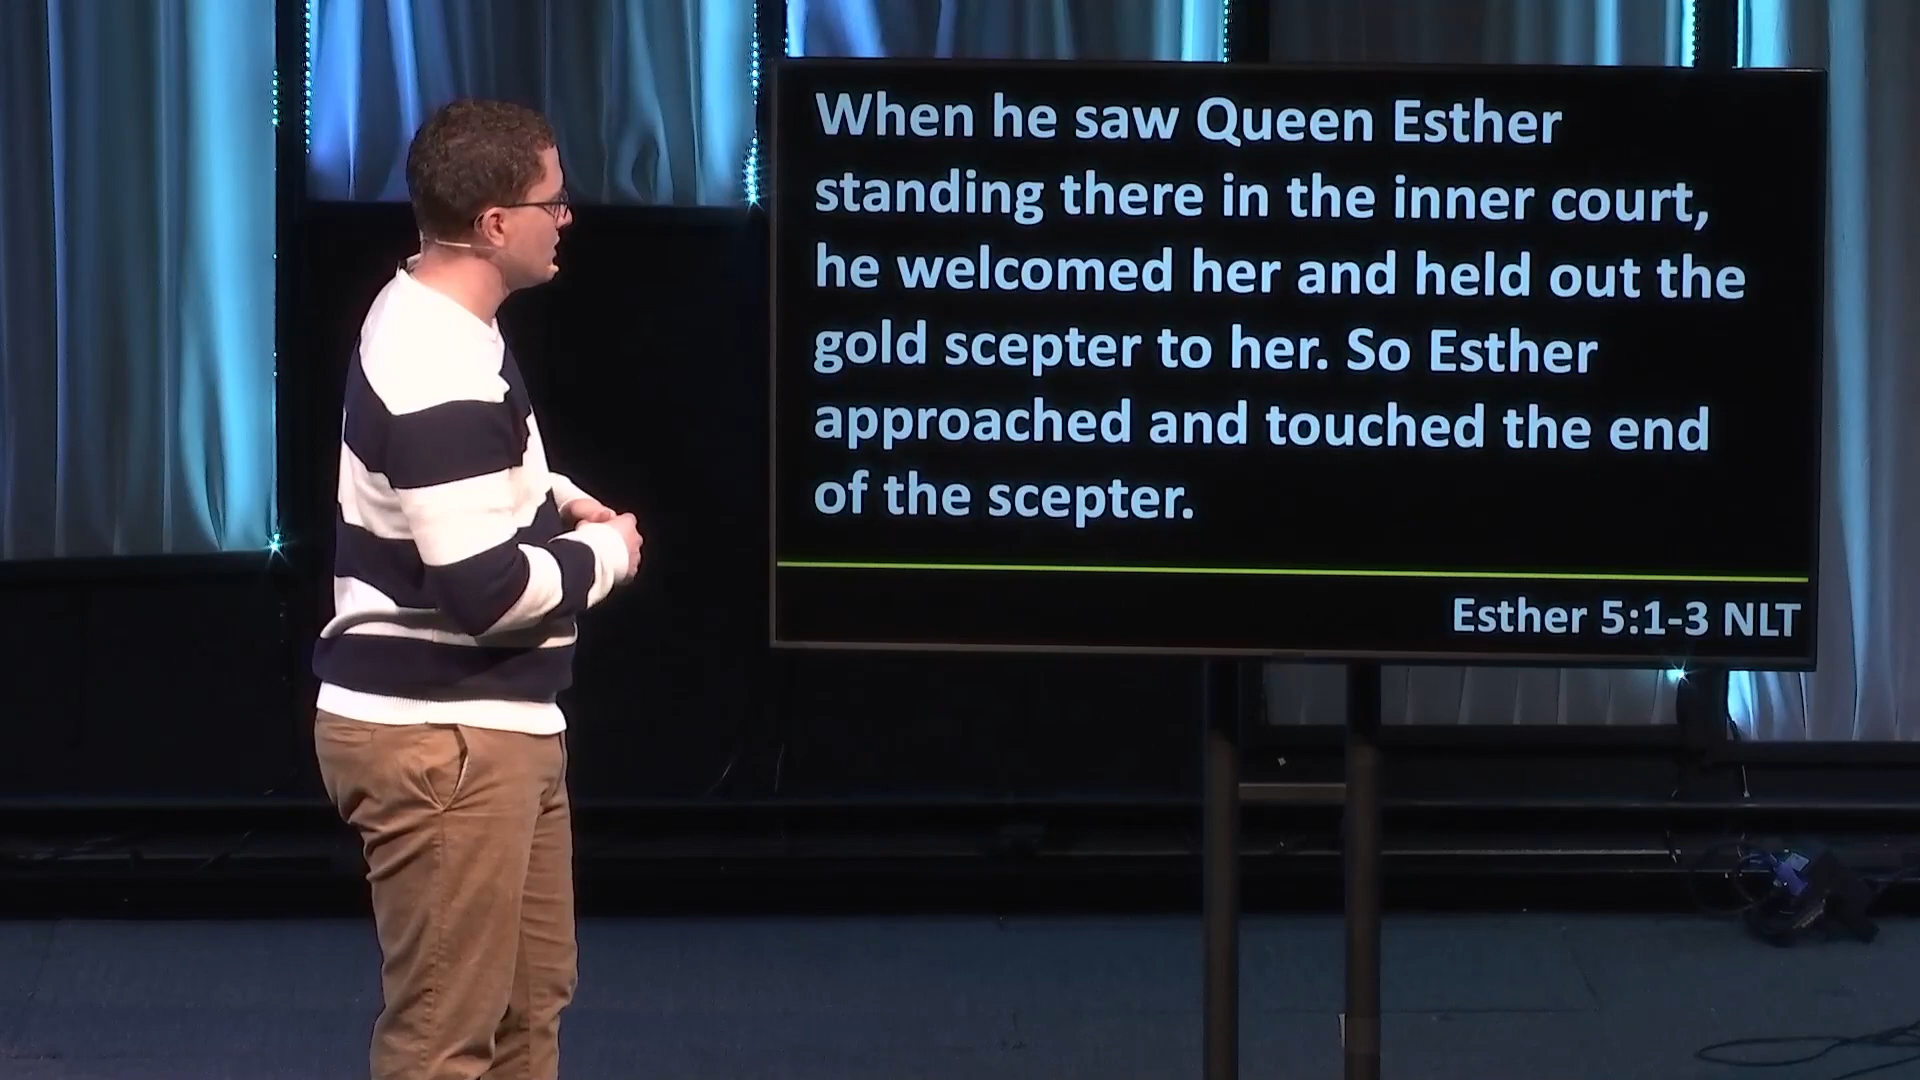 When he saw Queen Esther
standing there in the inner court,
he welcomed her and held out the
gold scepter to her. So Esther
approached and touched the end
of the scepter.
Esther 5:1-3 NLT